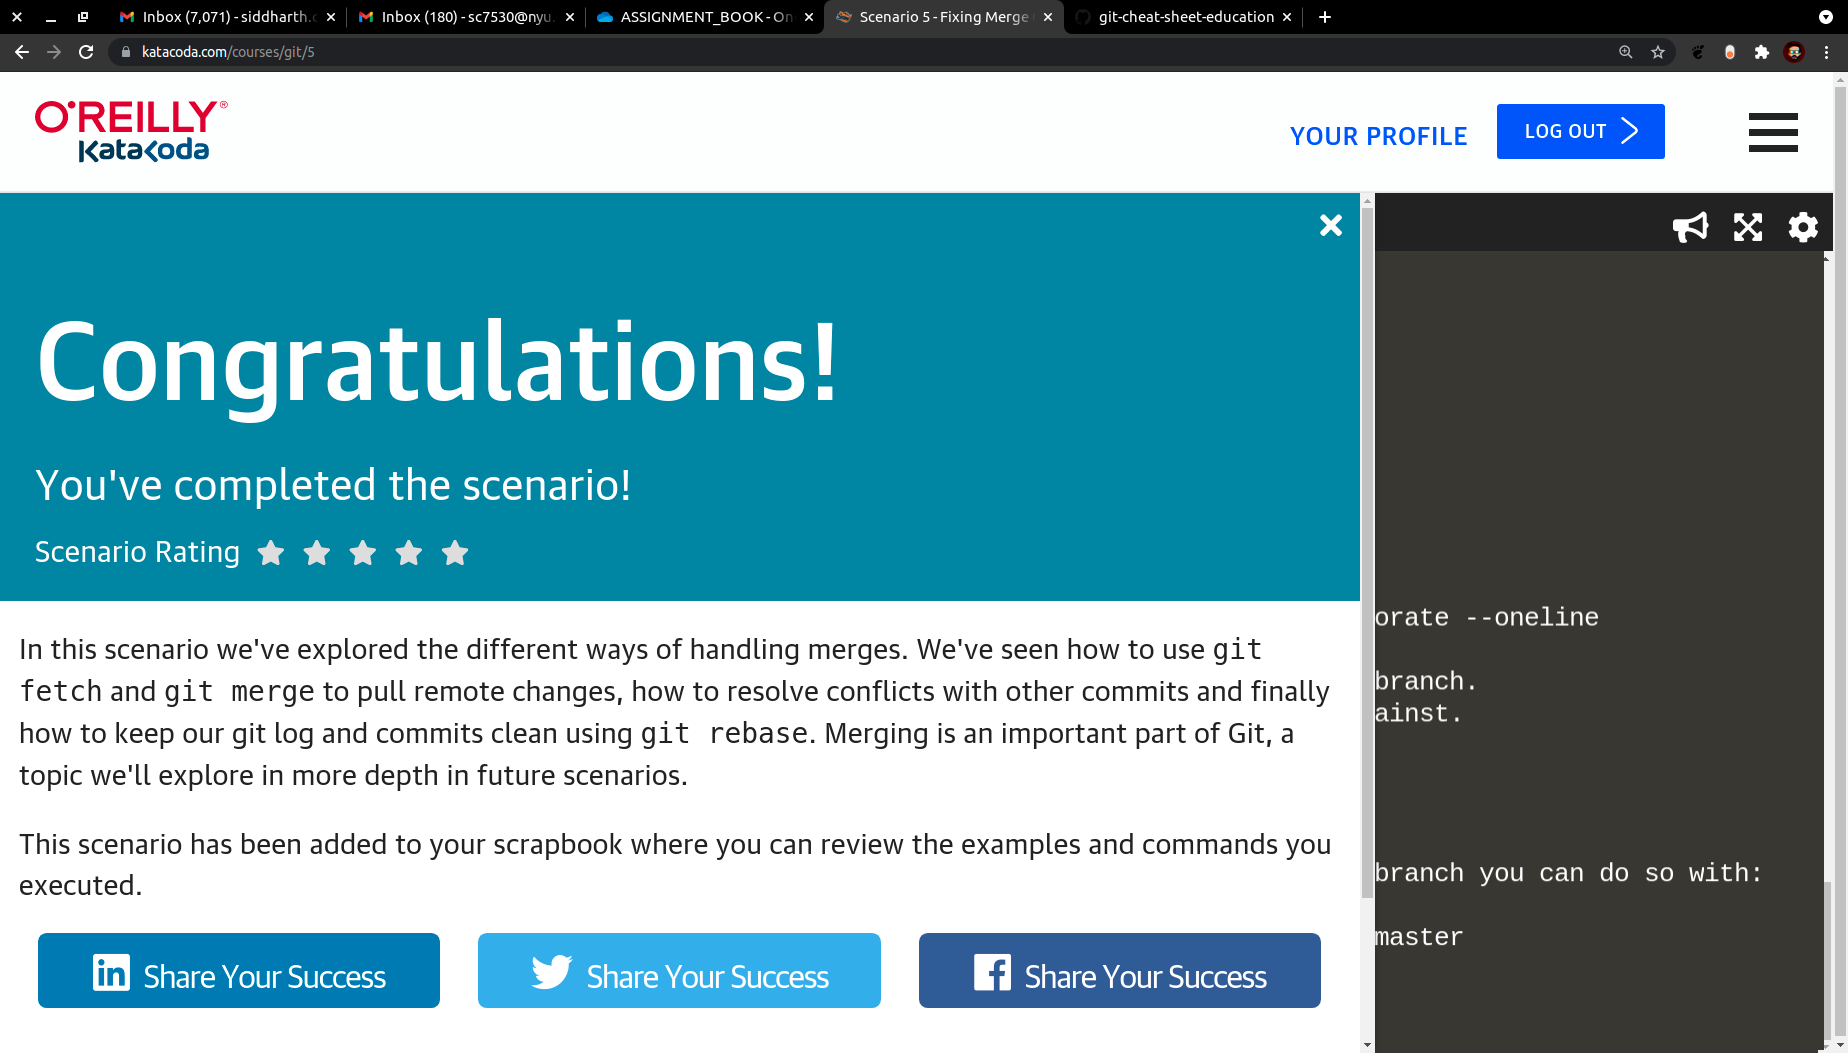 Inbox (7,071) - siddharth.c
Inbox (180) - sc7530@nyu.
ASSIGNMENT_BOOK - On
Scenario 5 - Fixing Merge
git-cheat-sheet-education
katacoda.com/courses/git/5
O'REILLY®
KataKoda
YOUR PROFILE
LOG OUT
Congratulations!
You've completed the scenario!
Scenario Rating
In this scenario we've explored the different ways of handling merges. We've seen how to use git
fetch and git merge to pull remote changes, how to resolve conflicts with other commits and finally
how to keep our git log and commits clean using git rebase. Merging is an important part of Git, a
topic we'll explore in more depth in future scenarios.
This scenario has been added to your scrapbook where you can review the examples and commands you
executed.
in Share Your Success
Share Your Success
Share Your Success
orate --oneline
branch.
ainst.
branch you can do so with:
master